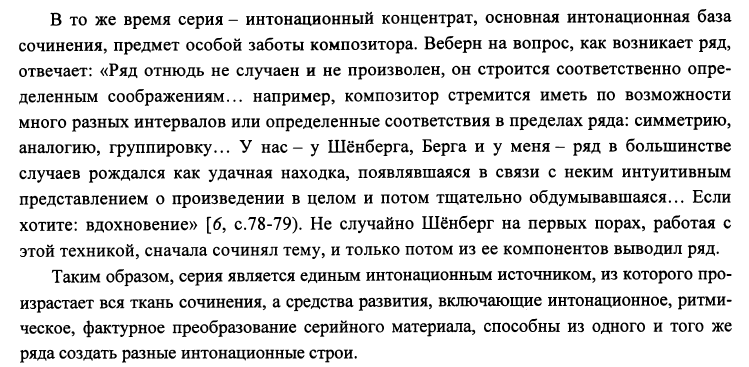 В то же время серия – интонационный концентрат, основная интонационная база
сочинения, предмет особой заботы композитора. Веберн на вопрос, как возникает ряд,
отвечает: «Ряд отнюдь не случаен и не произволен, он строится соответственно опре-
деленным соображениям… например, композитор стремится иметь по возможности
много разных интервалов или определенные соответствия в пределах ряда: симметрию,
аналогию, группировку… У нас – у Шёнберга, Берга и у меня – ряд в большинстве
случаев рождался как удачная находка, появлявшаяся в связи с неким интуитивным
представлением о произведении в целом и потом тщательно обдумывавшаяся… Если
хотите: вдохновение» [6, с.78-79). Не случайно Шёнберг на первых порах, работая с
этой техникой, сначала сочинял тему, и только потом из ее компонентов выводил ряд.
Таким образом, серия является единым интонационным источником, из которого про-
израстает вся ткань сочинения, а средства развития, включающие интонационное, ритми-
ческое, фактурное преобразование серийного материала, способны из одного и того же
ряда создать разные интонационные строи.